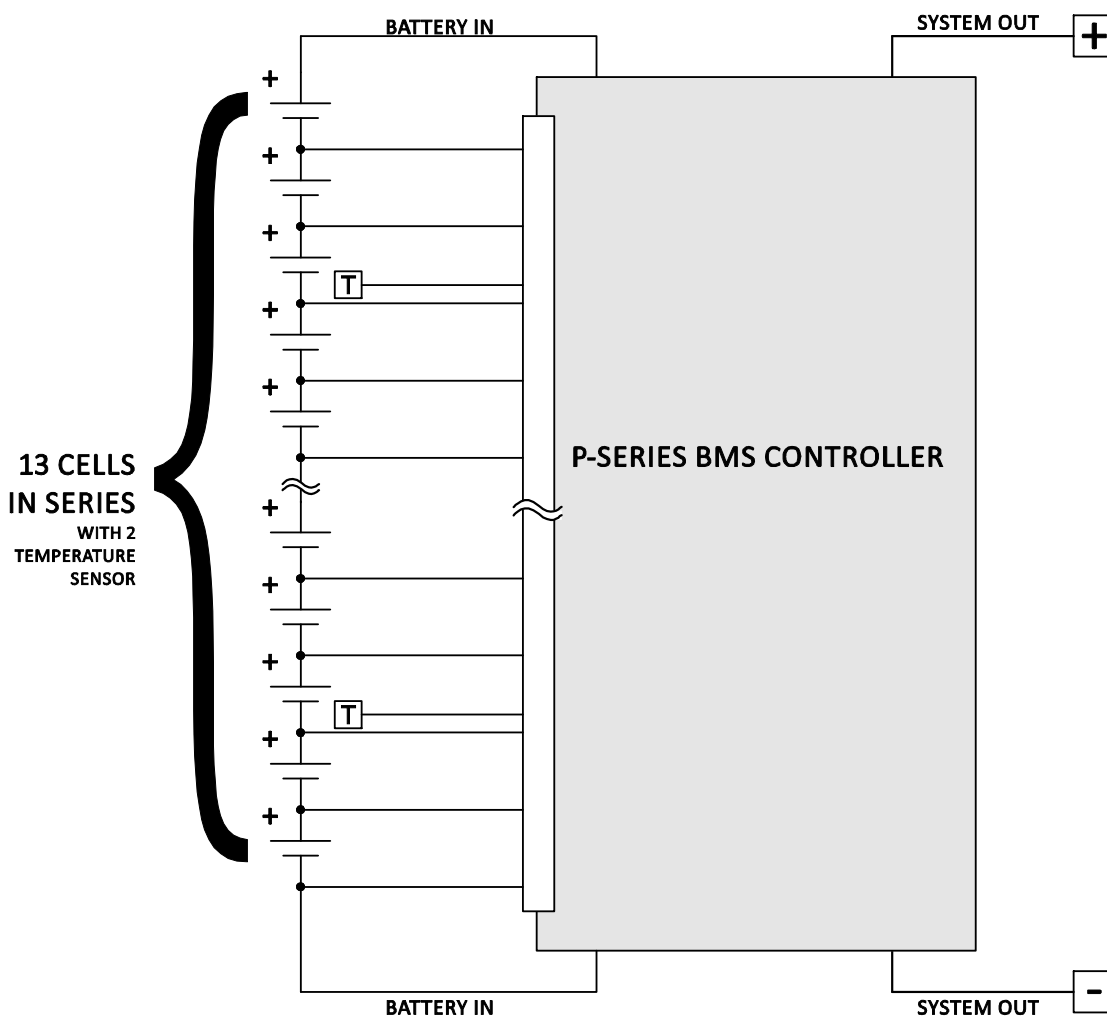 BATTERY IN
SYSTEM OUT
+
+
+
+
+
+
T
13 CELLS
IN SERIES
WITH 2
TEMPERATURE
SENSOR
P-SERIES BMS CONTROLLER
+
+
+
T
+
+
BATTERY IN
SYSTEM OUT
-